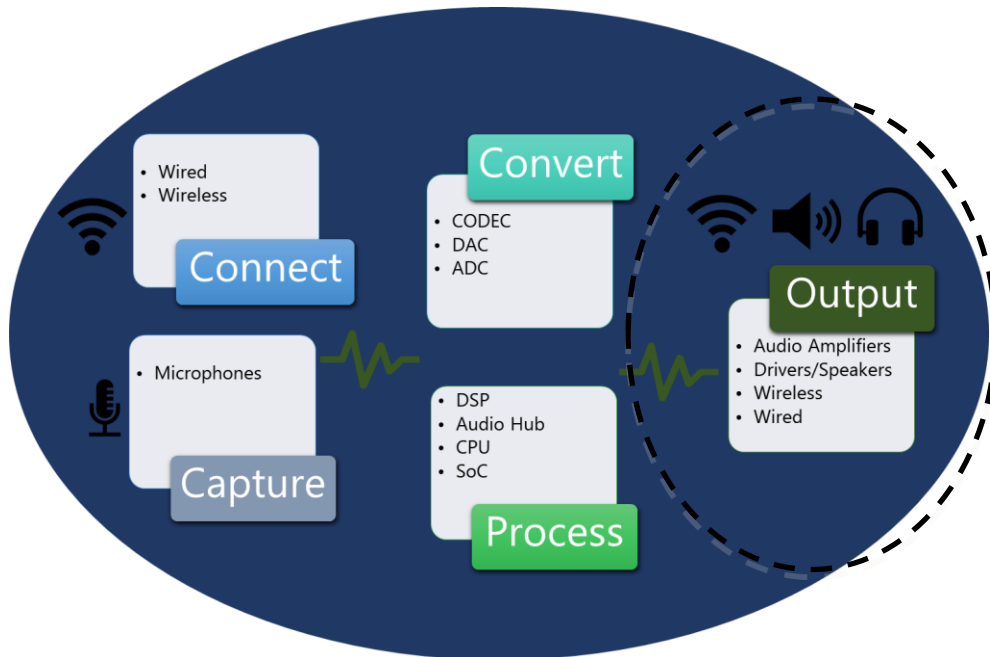 • Wired
• Wireless
Connect
• Microphones
Capture
Convert
• CODEC
• DAC
• ADC
• DSP
• Audio Hub
• CPU
• SoC
Process
Output
• Audio Amplifiers
• Drivers/Speakers
• Wireless
• Wired